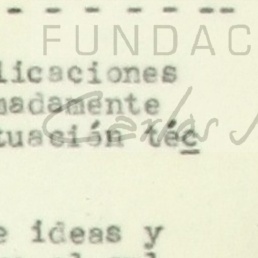 - - - - - - --
FUNDAC
licaciones
madamente
tuación téc
e ideas y